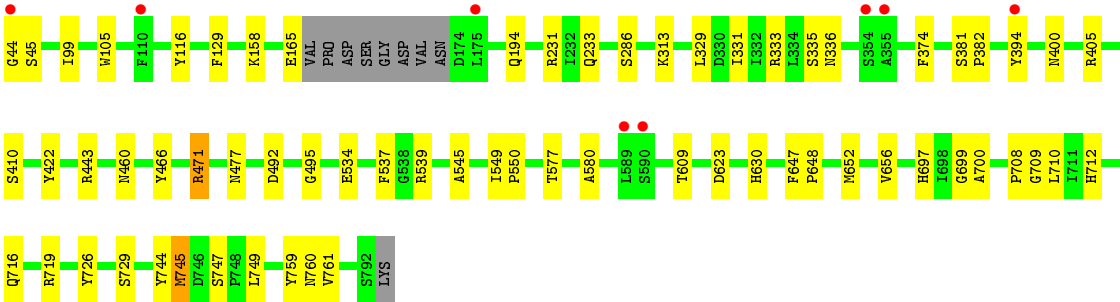 G44 S45 I99 W105 F110 Y116 F129 K158 E165 VAL PRO ASP SER GLY ASP VAL ASN D174 L175 Q194 R231 I232 Q233 S286 K313 L329 D330 I331 I332 R333 L334 S335 N336 S354 A355 F374 S381 P382 Y394 N400 R405
S410 Y422 R443 N460 Y466 R471 N477 D492 G495 E534 F537 G538 R539 A545 I549 P550 T577 A580 L589 S590 T609 D623 H630 F647 P648 M652 V656 H697 I698 G699 A700 P708 G709 L710 I711 H712
Q716 R719 Y726 S729 Y744 M745 D746 S747 P748 L749 Y759 N760 V761 S792 LYS